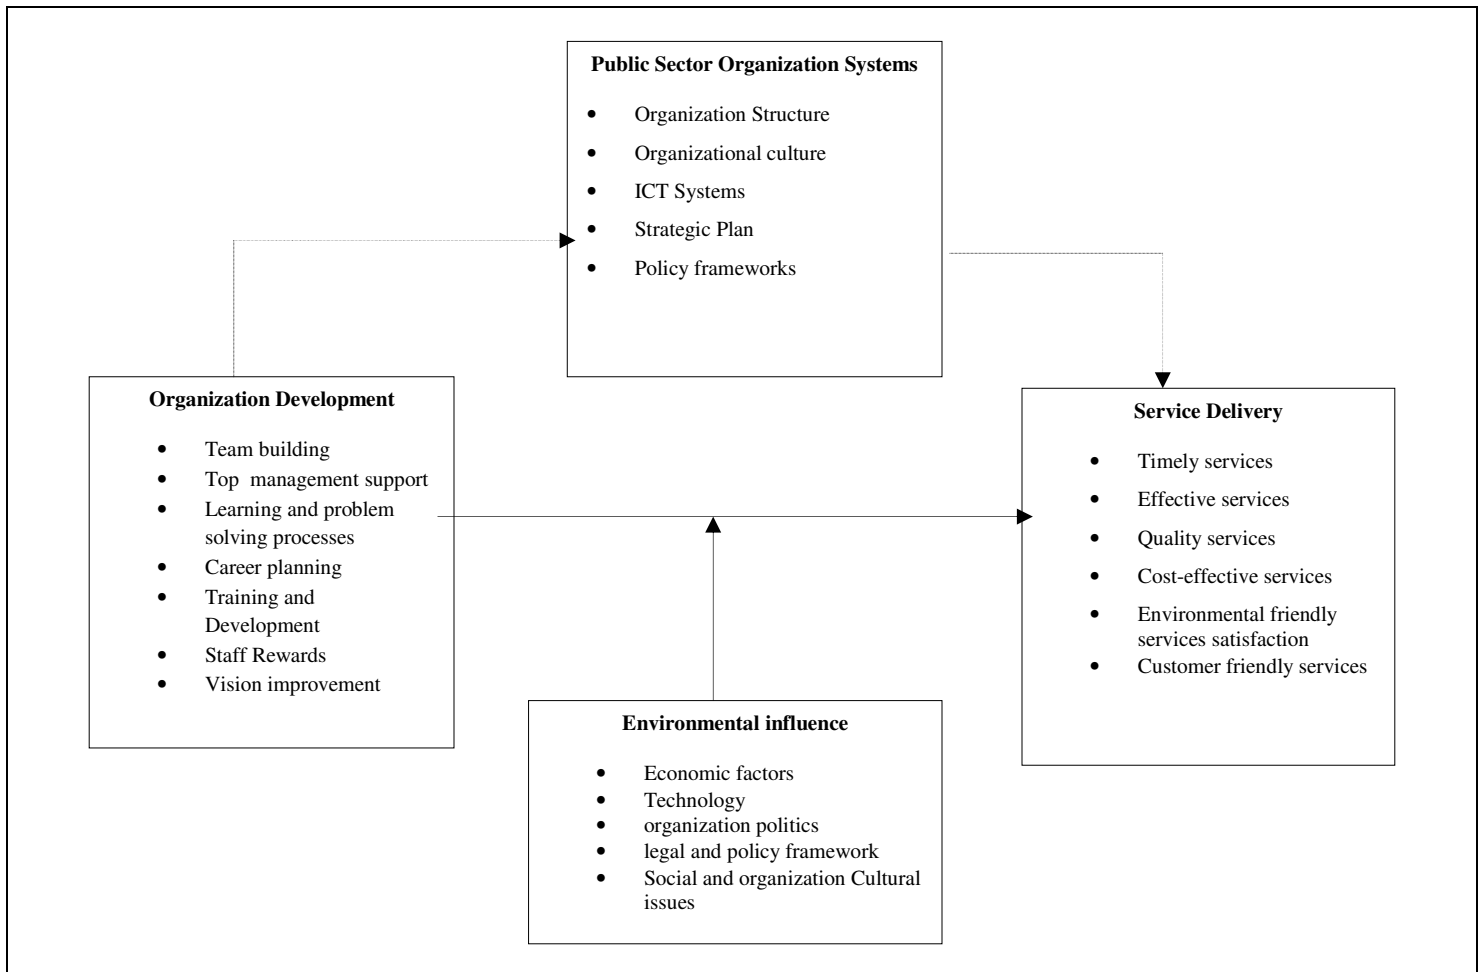 Public Sector Organization Systems
• Organization Structure
• Organizational culture
• ICT Systems
• Strategic Plan
• Policy frameworks
Organization Development
• Team building
• Top management support
• Learning and problem
solving processes
• Career planning
• Training and
Development
• Staff Rewards
• Vision improvement
Service Delivery
• Timely services
• Effective services
• Quality services
• Cost-effective services
• Environmental friendly
services satisfaction
• Customer friendly services
Environmental influence
• Economic factors
• Technology
• organization politics
• legal and policy framework
• Social and organization Cultural
issues